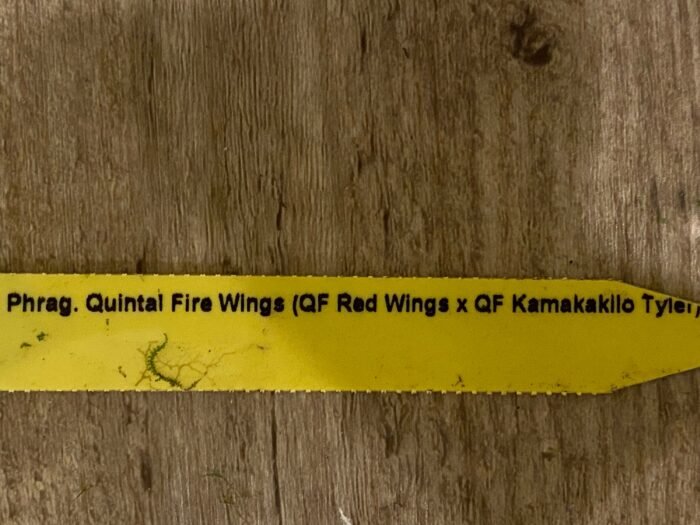 Phrag. Quintal Fire Wings (QF Red Wings x QF Kamakakilo Tyler)